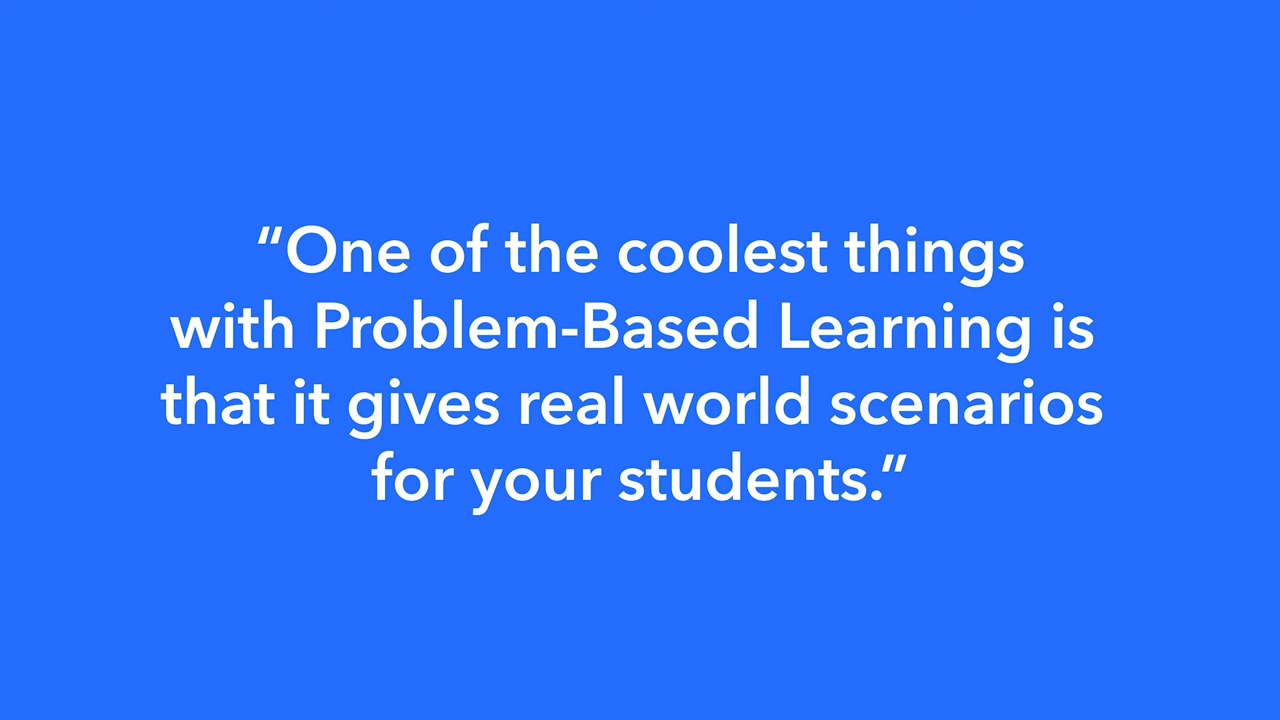 “One of the coolest things
with Problem-Based Learning is
that it gives real world scenarios
for your students.”